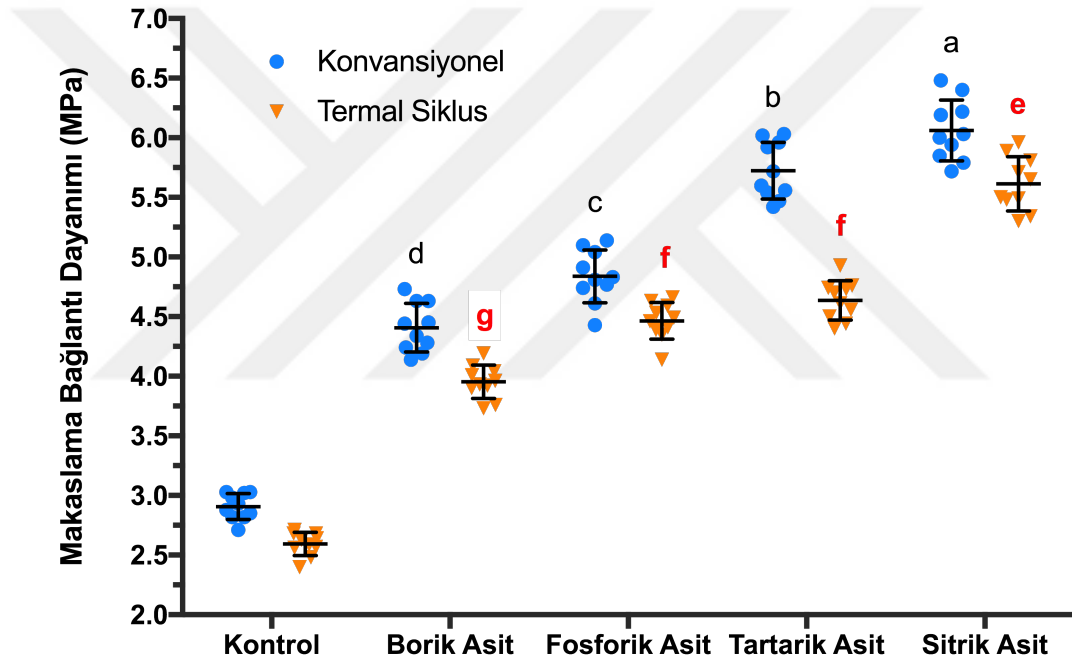 Makaslama Bağlantı Dayanımı (MPa)
7.0
6.5
6.0
5.5
5.0
4.5
4.0
3.5
3.0
2.5
2.0
Konvansiyonel
Termal Siklus
d
g
c
f
b
f
a
e
Kontrol
Borik Asit
Fosforik Asit
Tartarik Asit
Sitrik Asit